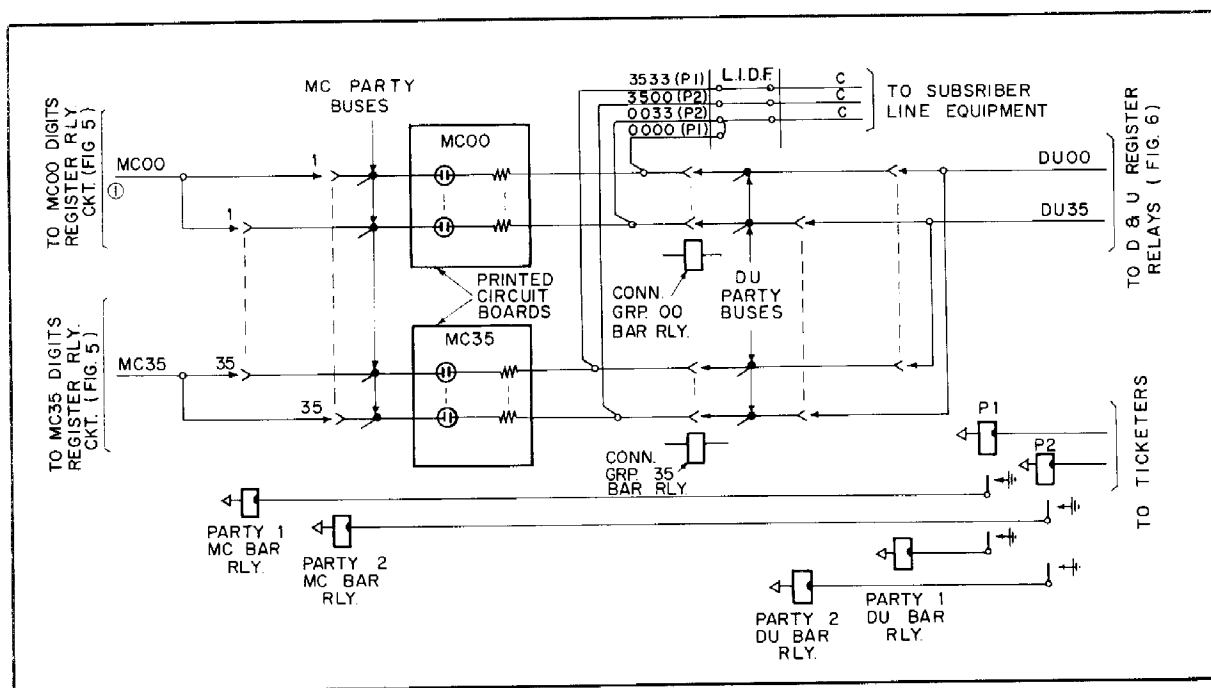 3533 (P1)
3500 (P2)
0033 (P2)
0000 (P1)
L.I.D.F.
C
C
C
TO SUBSRIBER
LINE EQUIPMENT
MC PARTY
BUSES
TO MC00 DIGITS
REGISTER RLY
CKT. (FIG 5)
1
MC00
1
1
MC00
DU00
DU35
TO D & U REGISTER
RELAYS (FIG. 6)
PRINTED
CIRCUIT
BOARDS
CONN.
GRP. 00
BAR RLY.
DU
PARTY
BUSES
TO MC35 DIGITS
REGISTER RLY.
CKT. (FIG. 5)
MC35
35
35
MC35
CONN.
GRP. 35
BAR RLY.
P1
P2
TO TICKETERS
PARTY 1
MC BAR
RLY.
PARTY 2
MC BAR
RLY.
PARTY 2
DU BAR
RLY.
PARTY 1
DU BAR
RLY.